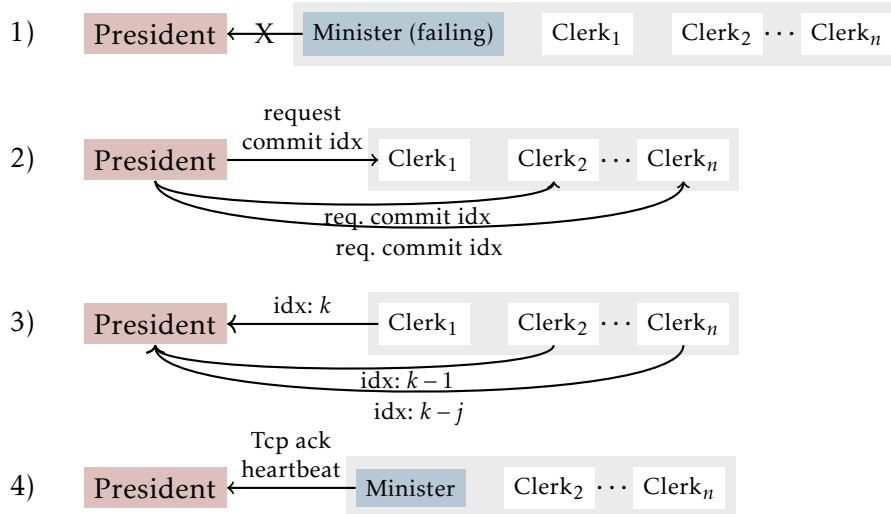 1) President X Minister (failing) Clerk₁ Clerk₂ ··· Clerkₙ
request
commit idx
2) President Clerk₁ Clerk₂ ··· Clerkₙ
req. commit idx
req. commit idx
idx: k
3) President Clerk₁ Clerk₂ ··· Clerkₙ
idx: k − 1
idx: k − j
Tcp ack
heartbeat
4) President Minister Clerk₂ ··· Clerkₙ